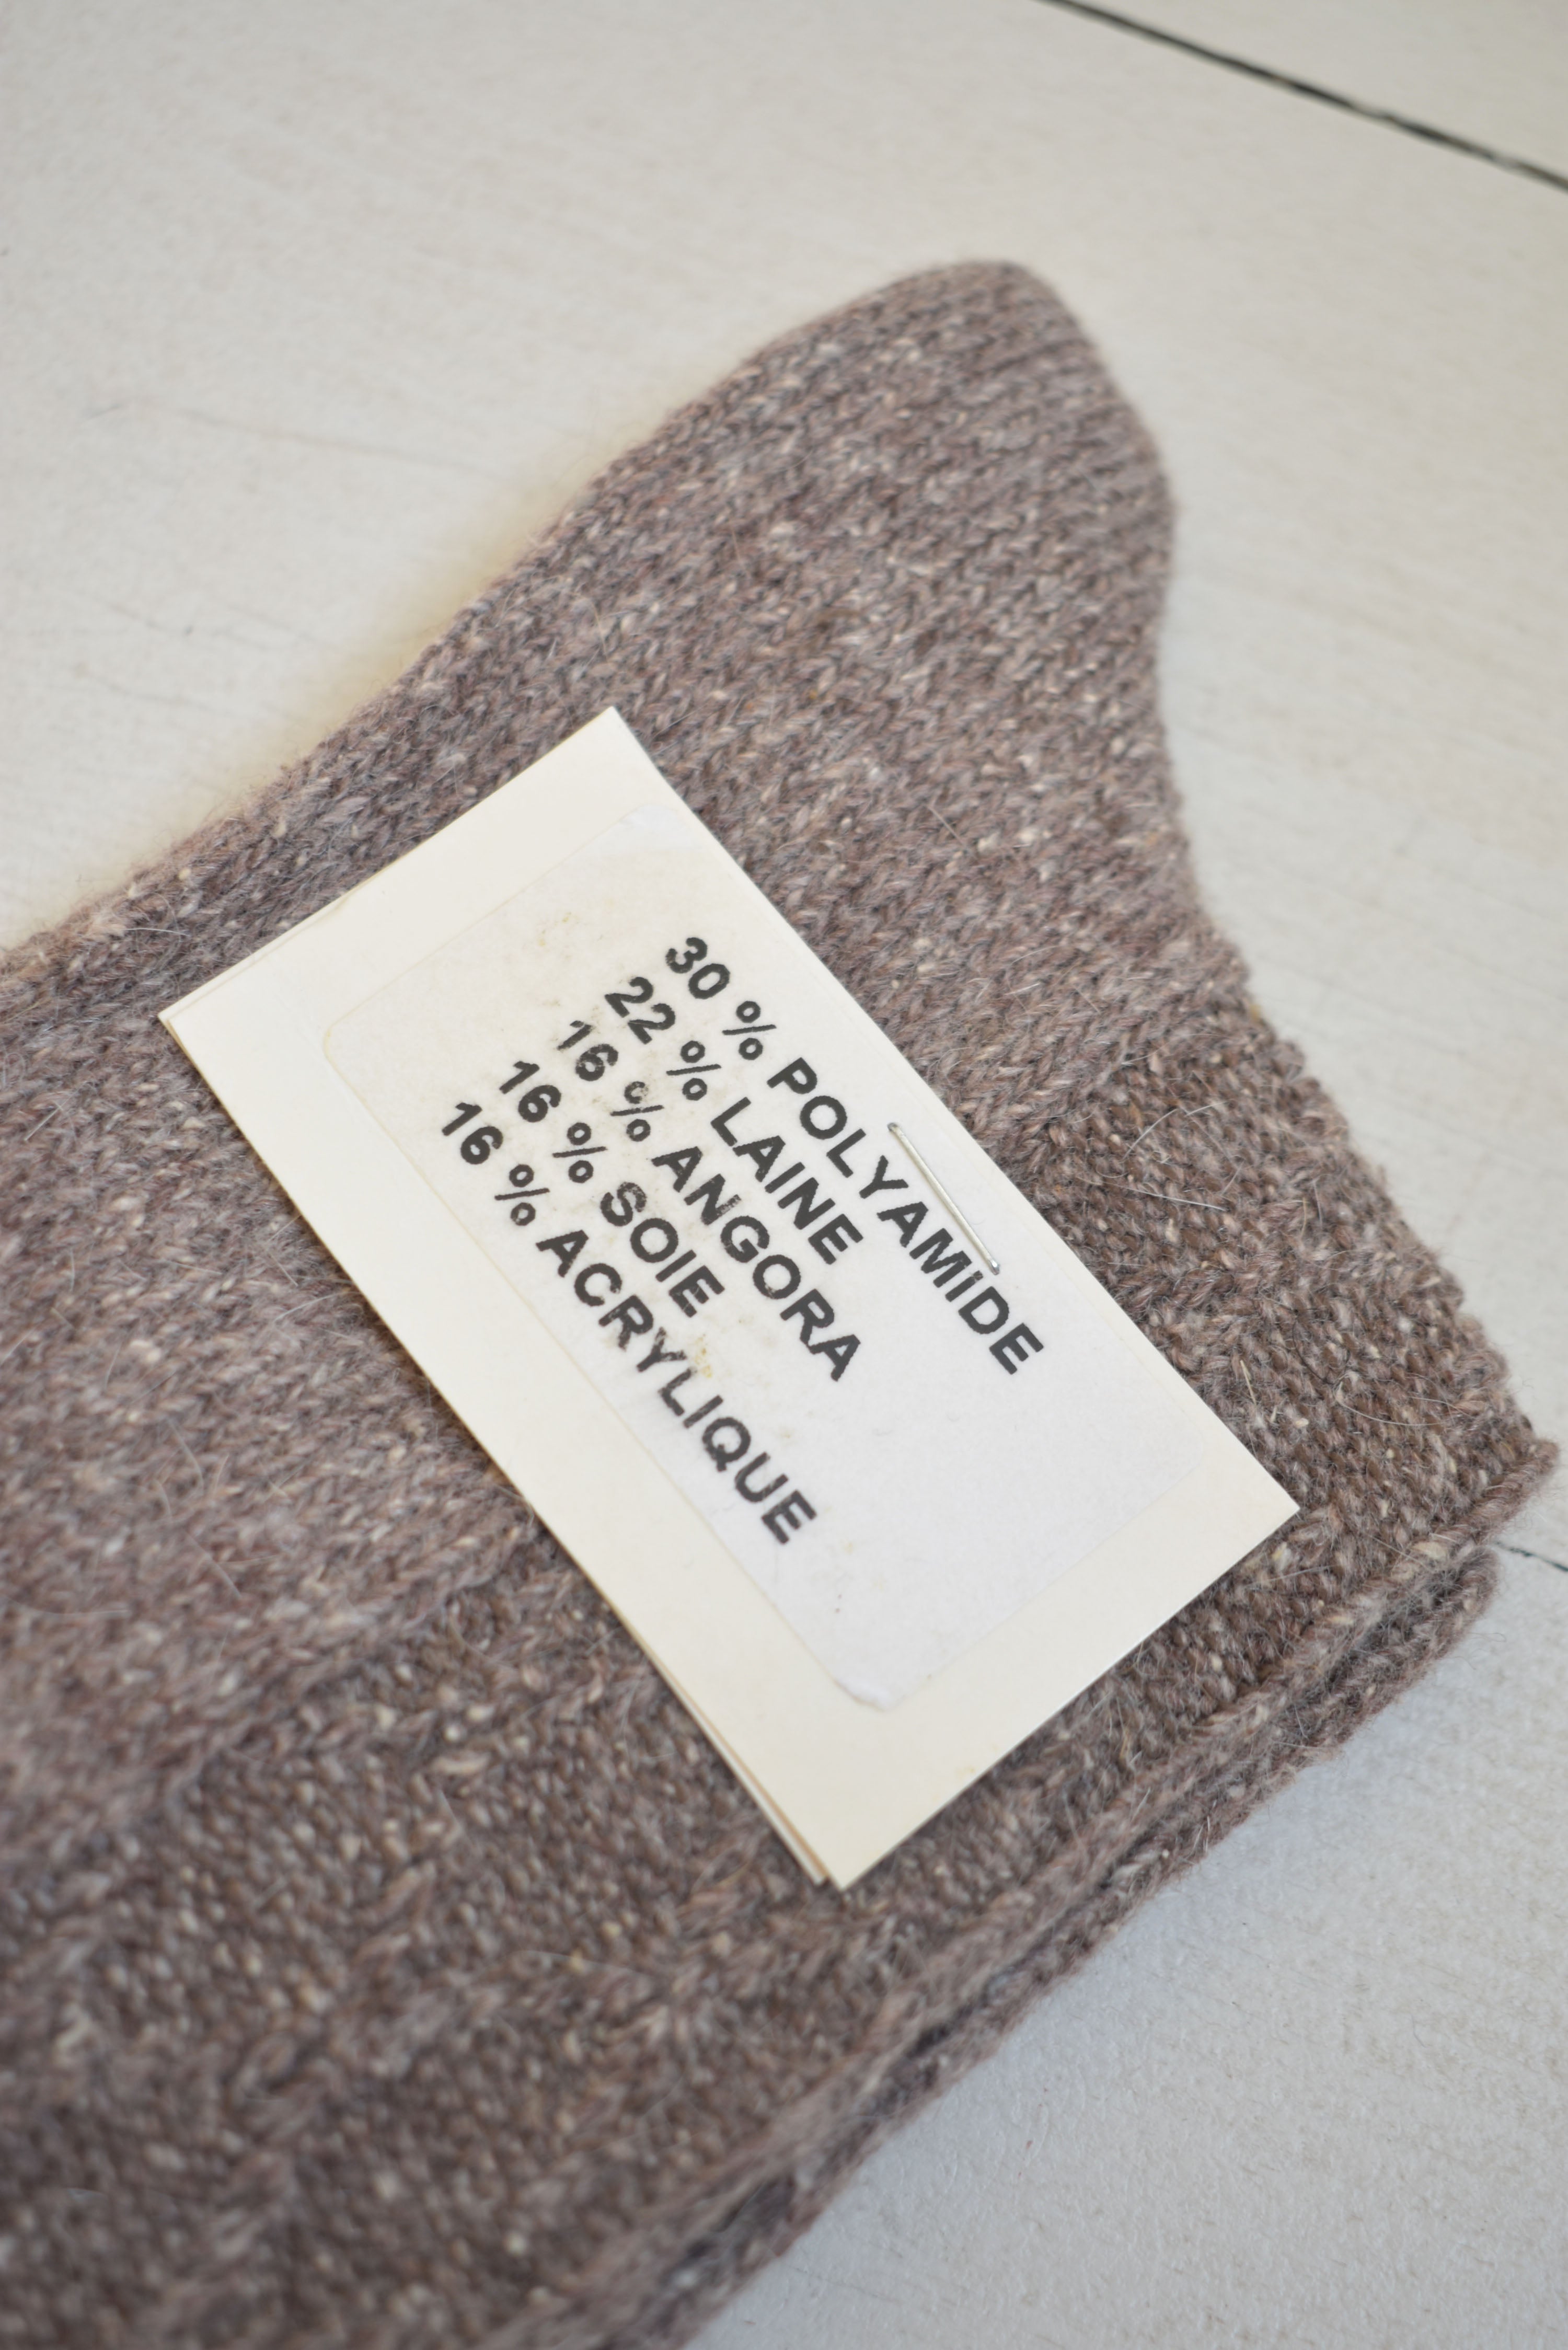 30 % POLYAMIDE
22 % LAINE
16 % ANGORA
16 % SOIE
16 % ACRYLIQUE